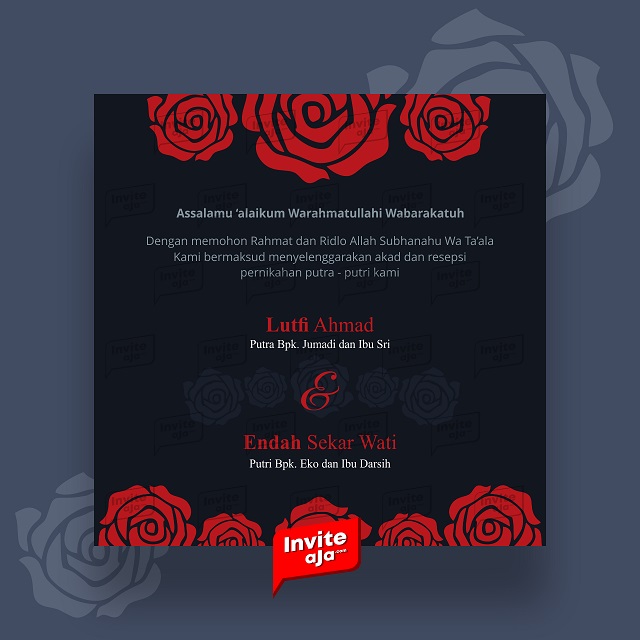 Assalamu ‘alaikum Warahmatullahi Wabarakatuh
Dengan memohon Rahmat dan Ridlo Allah Subhanahu Wa Ta'ala
Kami bermaksud menyelenggarakan akad dan resepsi
pernikahan putra - putri kami
Lutfi Ahmad
Putra Bpk. Jumadi dan Ibu Sri
&
Endah Sekar Wati
Putri Bpk. Eko dan Ibu Darsih
Invite
aja.com